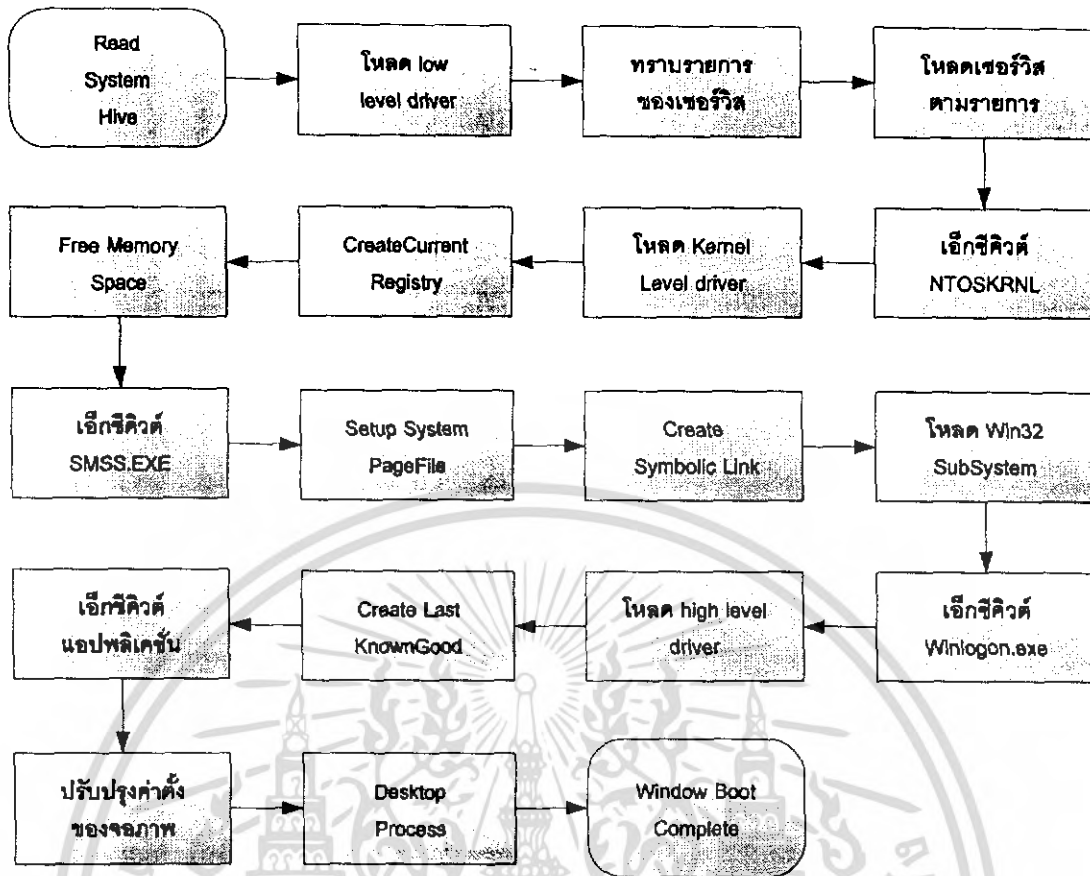 Read
System
Hive
โหลด low
level driver
ทราบรายการ
ของเซอร์วิส
โหลดเซอร์วิส
ตามรายการ
เอ็กซีคิวต์
NTOSKRNL
โหลด Kernel
Level driver
CreateCurrent
Registry
Free Memory
Space
เอ็กซีคิวต์
SMSS.EXE
Setup System
PageFile
Create
Symbolic Link
โหลด Win32
SubSystem
เอ็กซีคิวต์
Winlogon.exe
โหลด high level
driver
Create Last
KnownGood
เอ็กซีคิวต์
แอปพลิเคชั่น
ปรับปรุงค่าตั้ง
ของจอภาพ
Desktop
Process
Window Boot
Complete